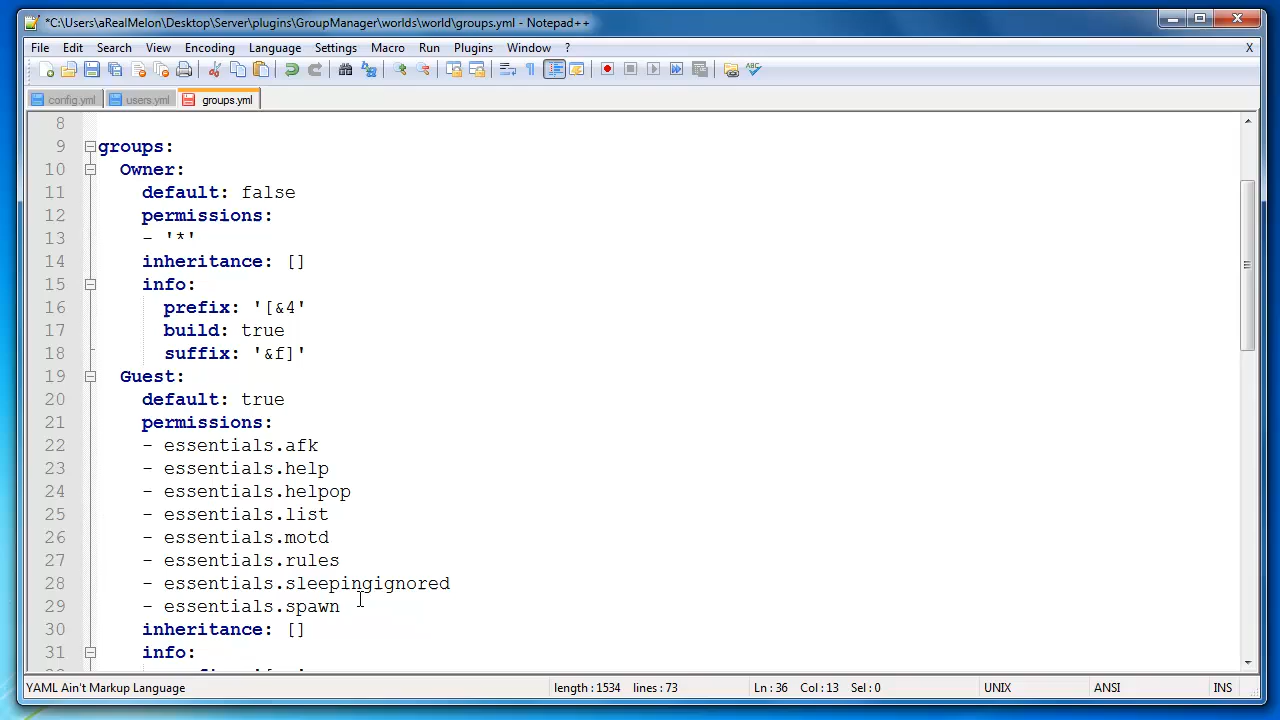 *C:\Users\aRealMelon\Desktop\Server\plugins\GroupManager\worlds\world\groups.yml - Notepad++
File Edit Search View Encoding Language Settings Macro Run Plugins Window ? X
config.yml users.yml groups.yml
8
9 groups:
10 Owner:
11 default: false
12 permissions:
13 - '*'
14 inheritance: []
15 info:
16 prefix: '[&4'
17 build: true
18 suffix: '&f]'
19 Guest:
20 default: true
21 permissions:
22 - essentials.afk
23 - essentials.help
24 - essentials.helpop
25 - essentials.list
26 - essentials.motd
27 - essentials.rules
28 - essentials.sleepingignored
29 - essentials.spawn
30 inheritance: []
31 info:
YAML Ain't Markup Language length : 1534 lines : 73 Ln : 36 Col : 13 Sel : 0 UNIX ANSI INS